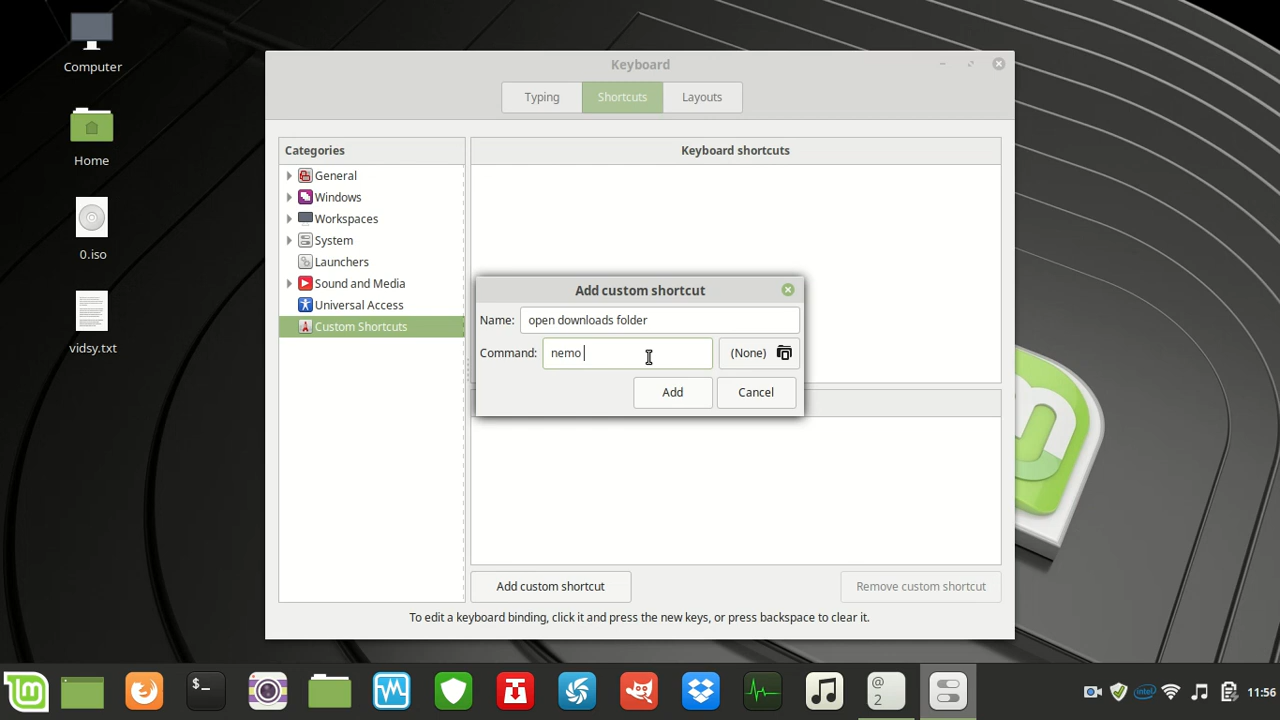 Computer
Home
0.iso
vidsy.txt
Keyboard
Typing
Shortcuts
Layouts
Categories
General
Windows
Workspaces
System
Launchers
Sound and Media
Universal Access
Custom Shortcuts
Keyboard shortcuts
Add custom shortcut
Name: open downloads folder
Command: nemo (None)
Add
Cancel
Add custom shortcut
Remove custom shortcut
To edit a keyboard binding, click it and press the new keys, or press backspace to clear it.
$_
@
2
intel
11:56